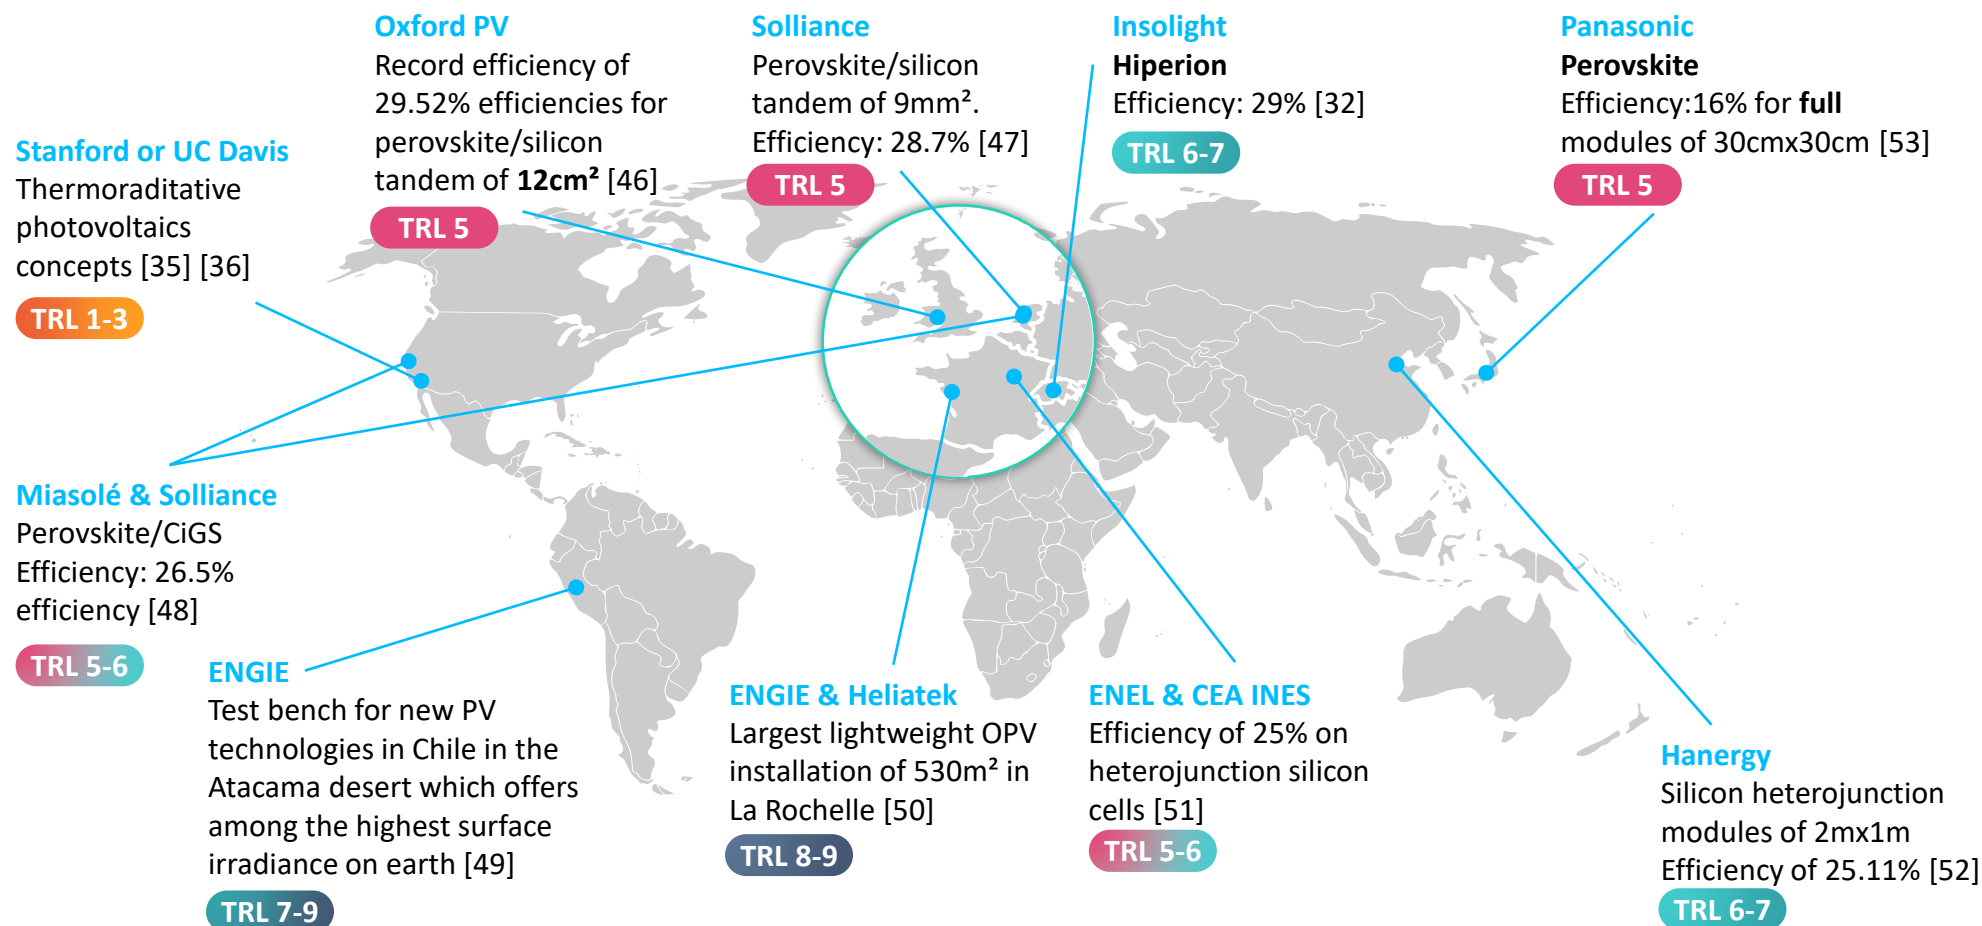 Oxford PV
Record efficiency of
29.52% efficiencies for
perovskite/silicon
tandem of 12cm² [46]
TRL 5
Solliance
Perovskite/silicon
tandem of 9mm².
Efficiency: 28.7% [47]
TRL 5
Insolight
Hiperion
Efficiency: 29% [32]
TRL 6-7
Panasonic
Perovskite
Efficiency:16% for full
modules of 30cmx30cm [53]
TRL 5
Stanford or UC Davis
Thermoraditative
photovoltaics
concepts [35] [36]
TRL 1-3
Miasolé & Solliance
Perovskite/CiGS
Efficiency: 26.5%
efficiency [48]
TRL 5-6
ENGIE
Test bench for new PV
technologies in Chile in the
Atacama desert which offers
among the highest surface
irradiance on earth [49]
TRL 7-9
ENGIE & Heliatek
Largest lightweight OPV
installation of 530m² in
La Rochelle [50]
TRL 8-9
ENEL & CEA INES
Efficiency of 25% on
heterojunction silicon
cells [51]
TRL 5-6
Hanergy
Silicon heterojunction
modules of 2mx1m
Efficiency of 25.11% [52]
TRL 6-7